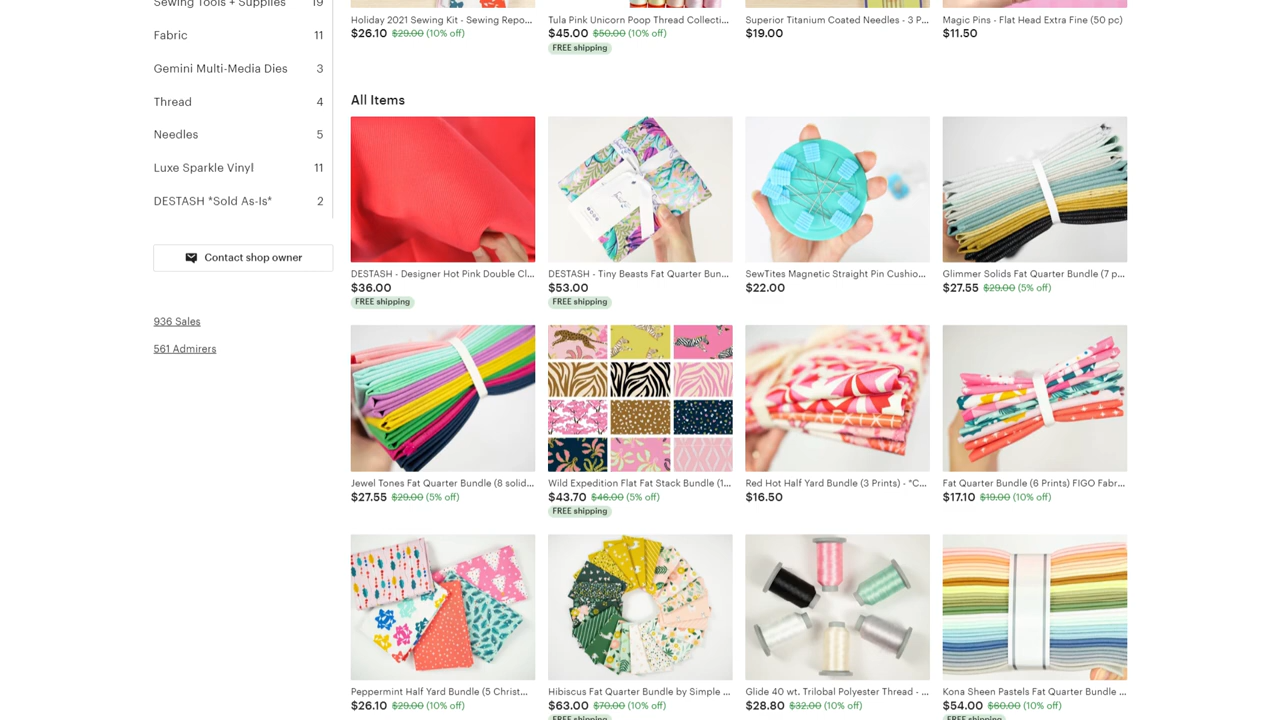 Sewing Tools + Supplies 19
Fabric 11
Gemini Multi-Media Dies 3
Thread 4
Needles 5
Luxe Sparkle Vinyl 11
DESTASH *Sold As-Is* 2
Contact shop owner
936 Sales
561 Admirers
Holiday 2021 Sewing Kit - Sewing Repo...
$26.10 $29.00 (10% off)
Tula Pink Unicorn Poop Thread Collecti...
$45.00 $50.00 (10% off)
FREE shipping
Superior Titanium Coated Needles - 3 P...
$19.00
Magic Pins - Flat Head Extra Fine (50 pc)
$11.50
All Items
DESTASH - Designer Hot Pink Double Cl...
$36.00
FREE shipping
DESTASH - Tiny Beasts Fat Quarter Bun...
$53.00
FREE shipping
SewTites Magnetic Straight Pin Cushio...
$22.00
Glimmer Solids Fat Quarter Bundle (7 p...
$27.55 $29.00 (5% off)
Jewel Tones Fat Quarter Bundle (8 solid...
$27.55 $29.00 (5% off)
Wild Expedition Flat Fat Stack Bundle (1...
$43.70 $46.00 (5% off)
FREE shipping
Red Hot Half Yard Bundle (3 Prints) - "C...
$16.50
Fat Quarter Bundle (6 Prints) FIGO Fabr...
$17.10 $19.00 (10% off)
Peppermint Half Yard Bundle (5 Christ...
$26.10 $29.00 (10% off)
Hibiscus Fat Quarter Bundle by Simple ...
$63.00 $70.00 (10% off)
FREE shipping
Glide 40 wt. Trilobal Polyester Thread - ...
$28.80 $32.00 (10% off)
Kona Sheen Pastels Fat Quarter Bundle ...
$54.00 $60.00 (10% off)
FREE shipping